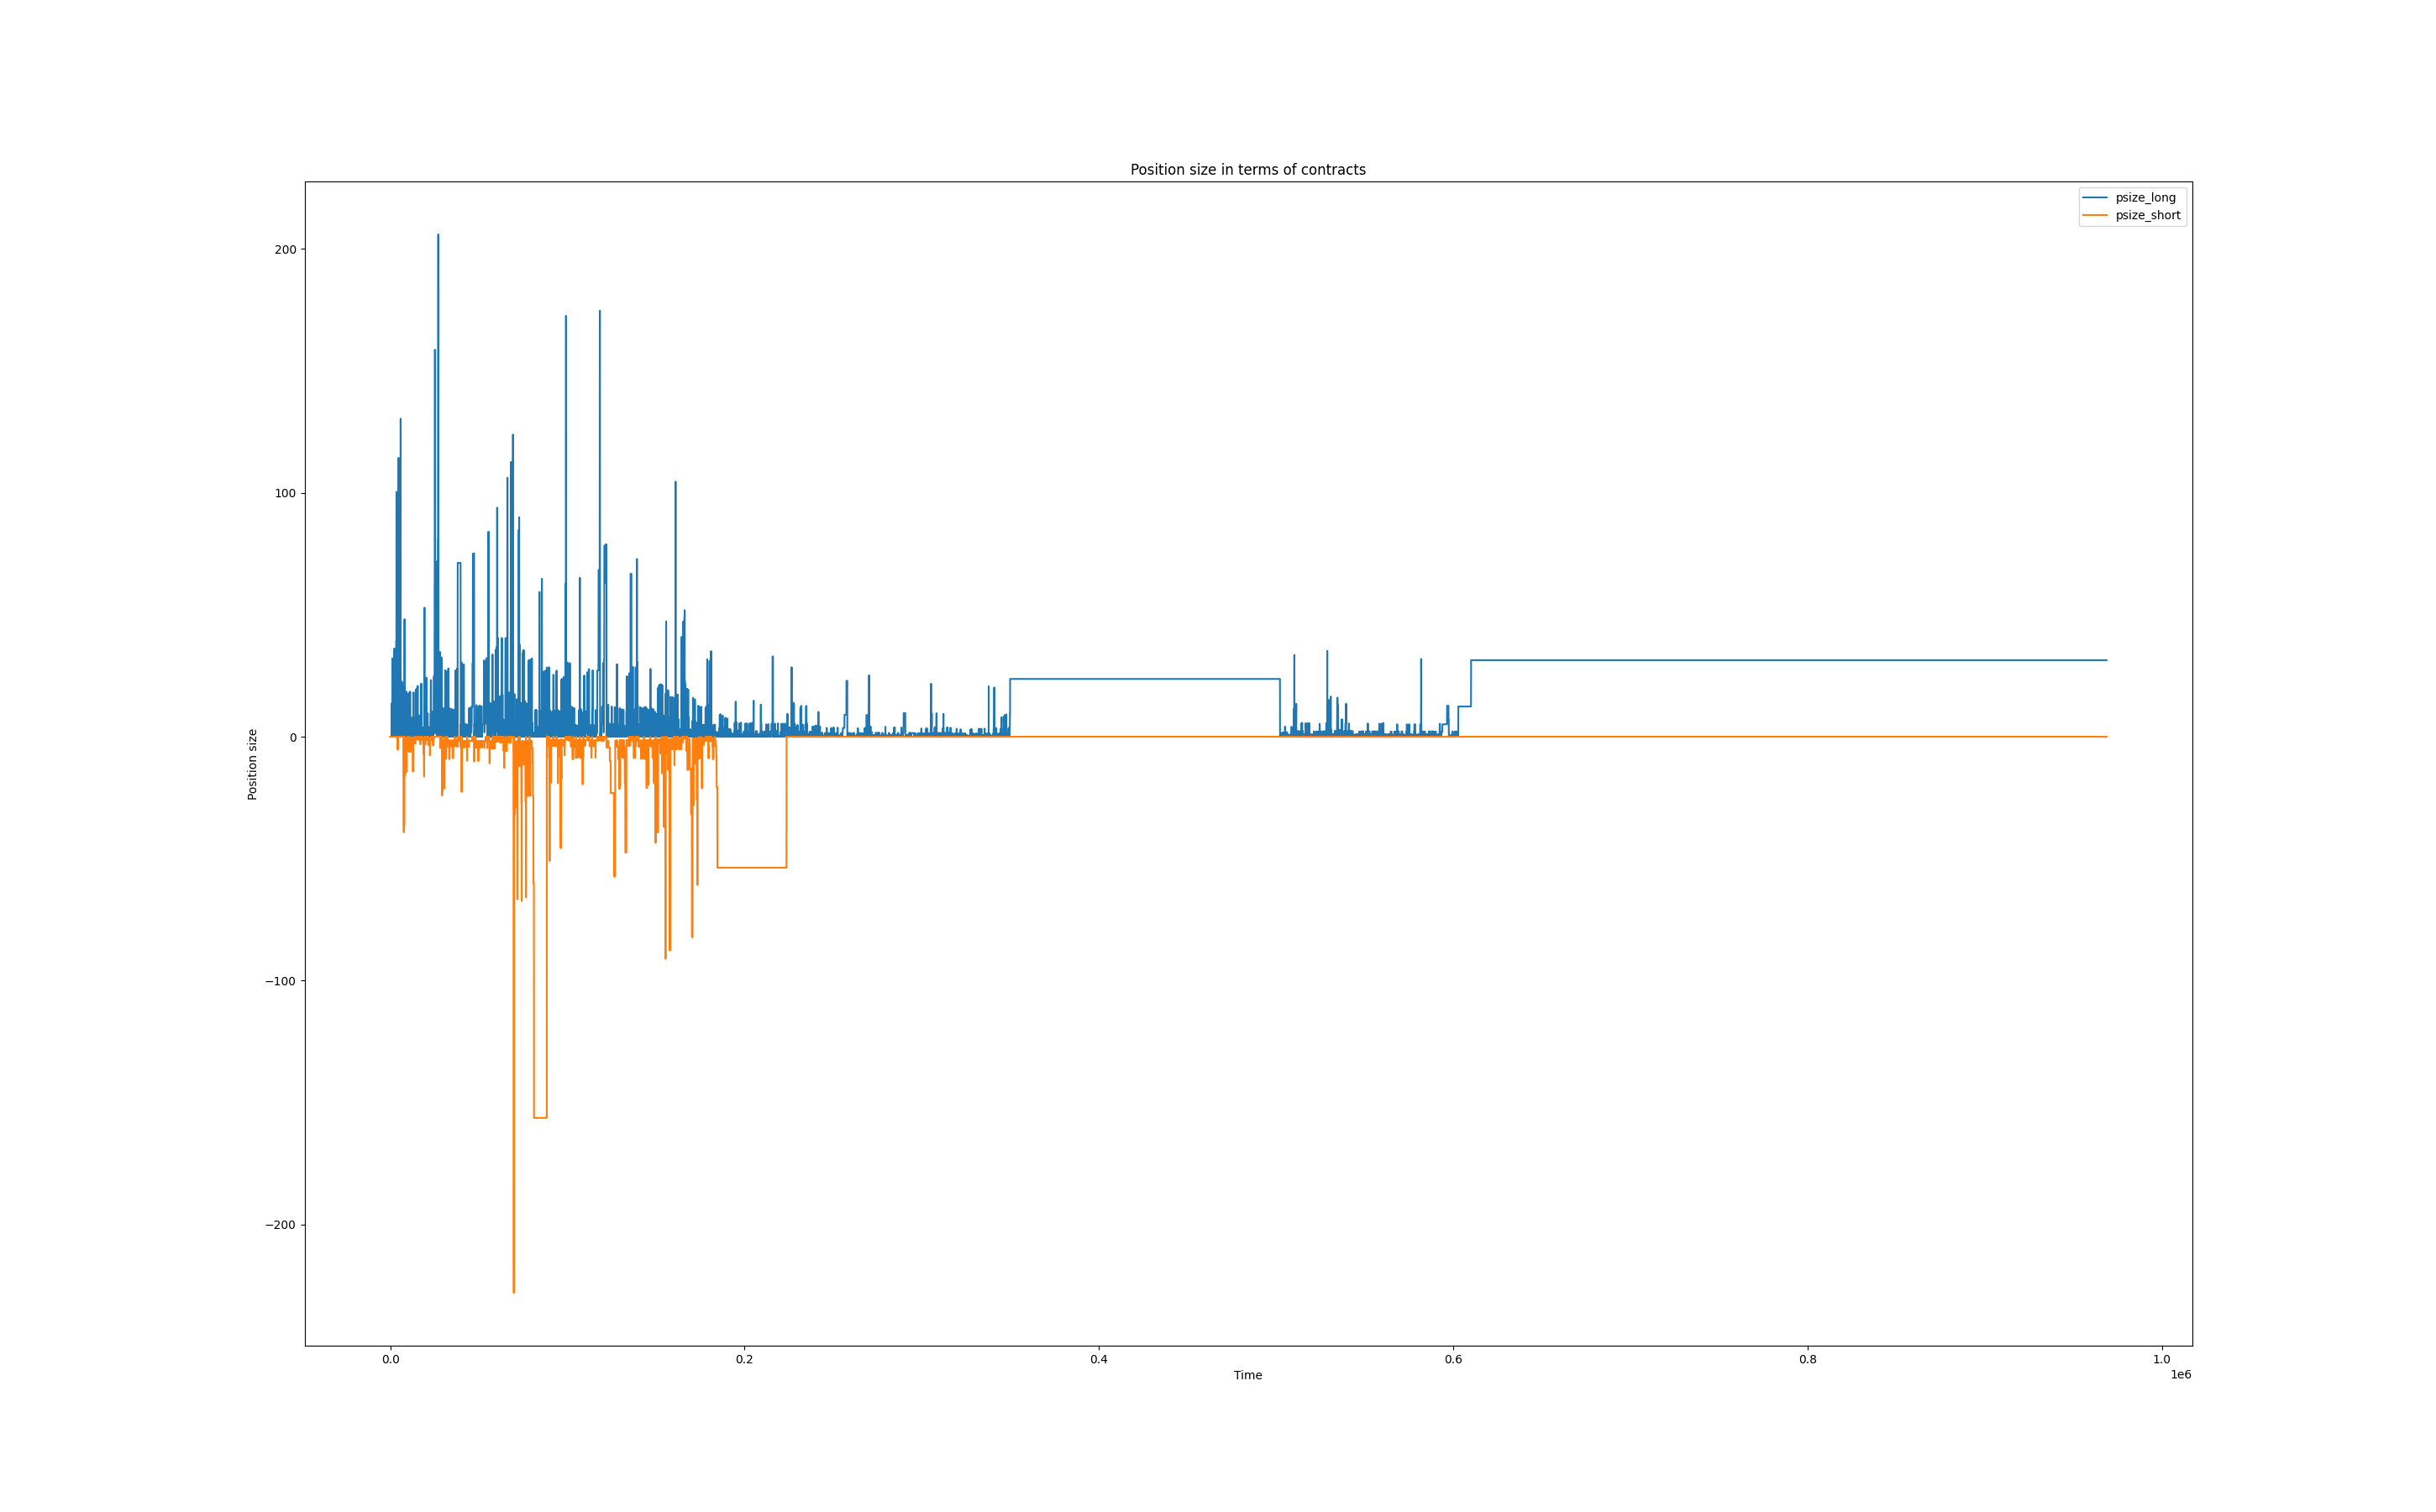 Position size in terms of contracts
psize_long
psize_short
200
100
0
−100
−200
Position size
0.0
0.2
0.4
0.6
0.8
1.0
1e6
Time